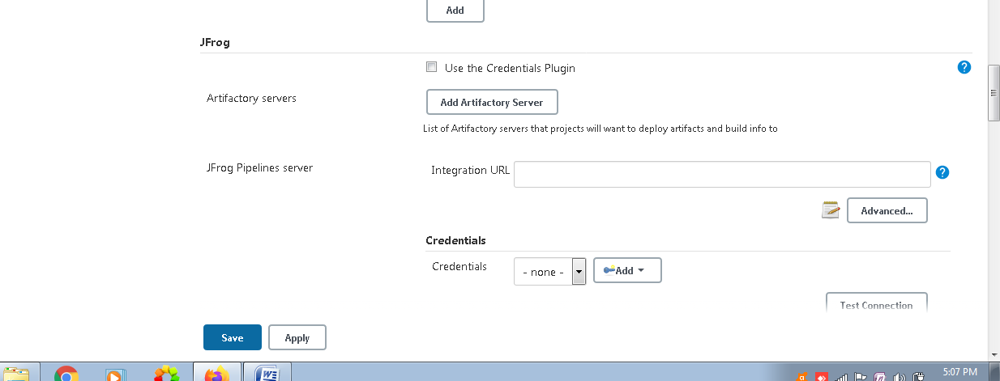 Add
JFrog
Use the Credentials Plugin
?
Artifactory servers
Add Artifactory Server
List of Artifactory servers that projects will want to deploy artifacts and build info to
JFrog Pipelines server
Integration URL
?
Advanced...
Credentials
Credentials
- none -
Add
Test Connection
Save
Apply
5:07 PM